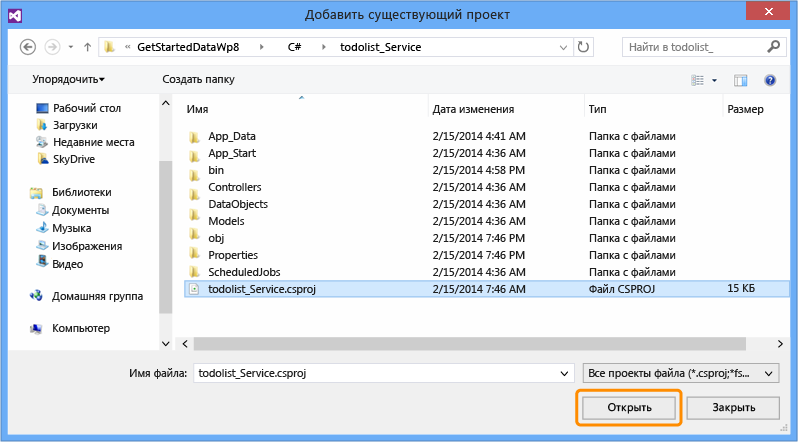 Добавить существующий проект
« GetStartedDataWp8 C# todolist_Service Найти в todolist_
Упорядочить Создать папку
Имя Дата изменения Тип Размер
Рабочий стол
Загрузки
Недавние места
SkyDrive
Библиотеки
Документы
Музыка
Изображения
Видео
Домашняя группа
Компьютер
App_Data 2/15/2014 4:41 AM Папка с файлами
App_Start 2/15/2014 4:36 AM Папка с файлами
bin 2/15/2014 4:58 PM Папка с файлами
Controllers 2/15/2014 4:36 AM Папка с файлами
DataObjects 2/15/2014 4:36 AM Папка с файлами
Models 2/15/2014 4:36 AM Папка с файлами
obj 2/15/2014 7:46 PM Папка с файлами
Properties 2/15/2014 7:46 PM Папка с файлами
ScheduledJobs 2/15/2014 4:36 AM Папка с файлами
todolist_Service.csproj 2/15/2014 7:46 AM Файл CSPROJ 15 КБ
Имя файла: todolist_Service.csproj Все проекты файла (*.csproj;*fs...
Открыть Закрыть